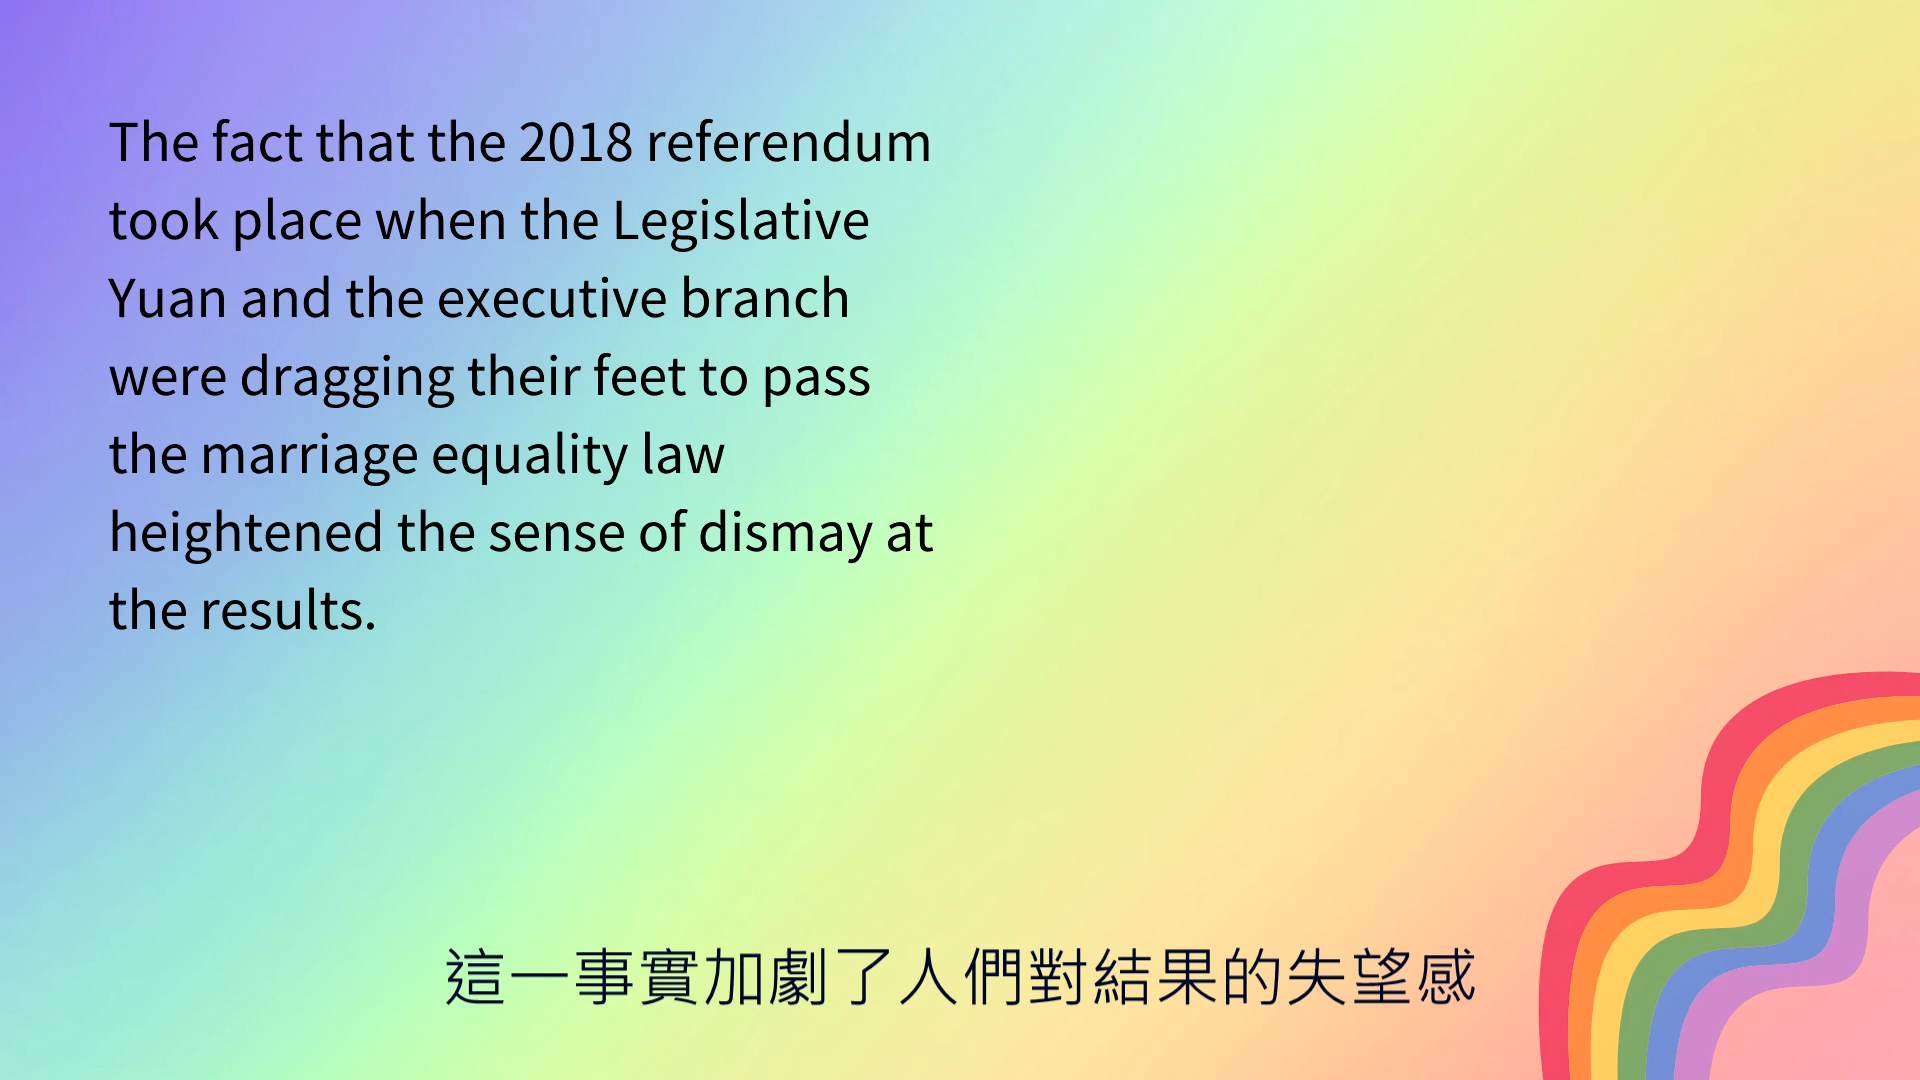 The fact that the 2018 referendum
took place when the Legislative
Yuan and the executive branch
were dragging their feet to pass
the marriage equality law
heightened the sense of dismay at
the results.
這一事實加劇了人們對結果的失望感